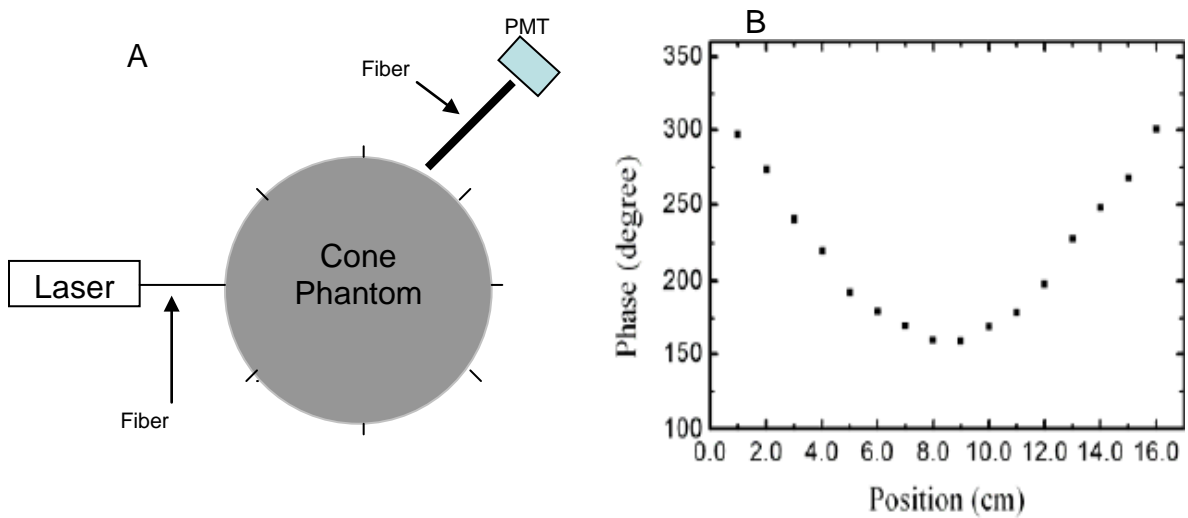 A
PMT
Fiber
Cone
Phantom
Laser
Fiber
B
350
300
250
200
150
100
0.0 2.0 4.0 6.0 8.0 10.0 12.0 14.0 16.0
Phase (degree)
Position (cm)